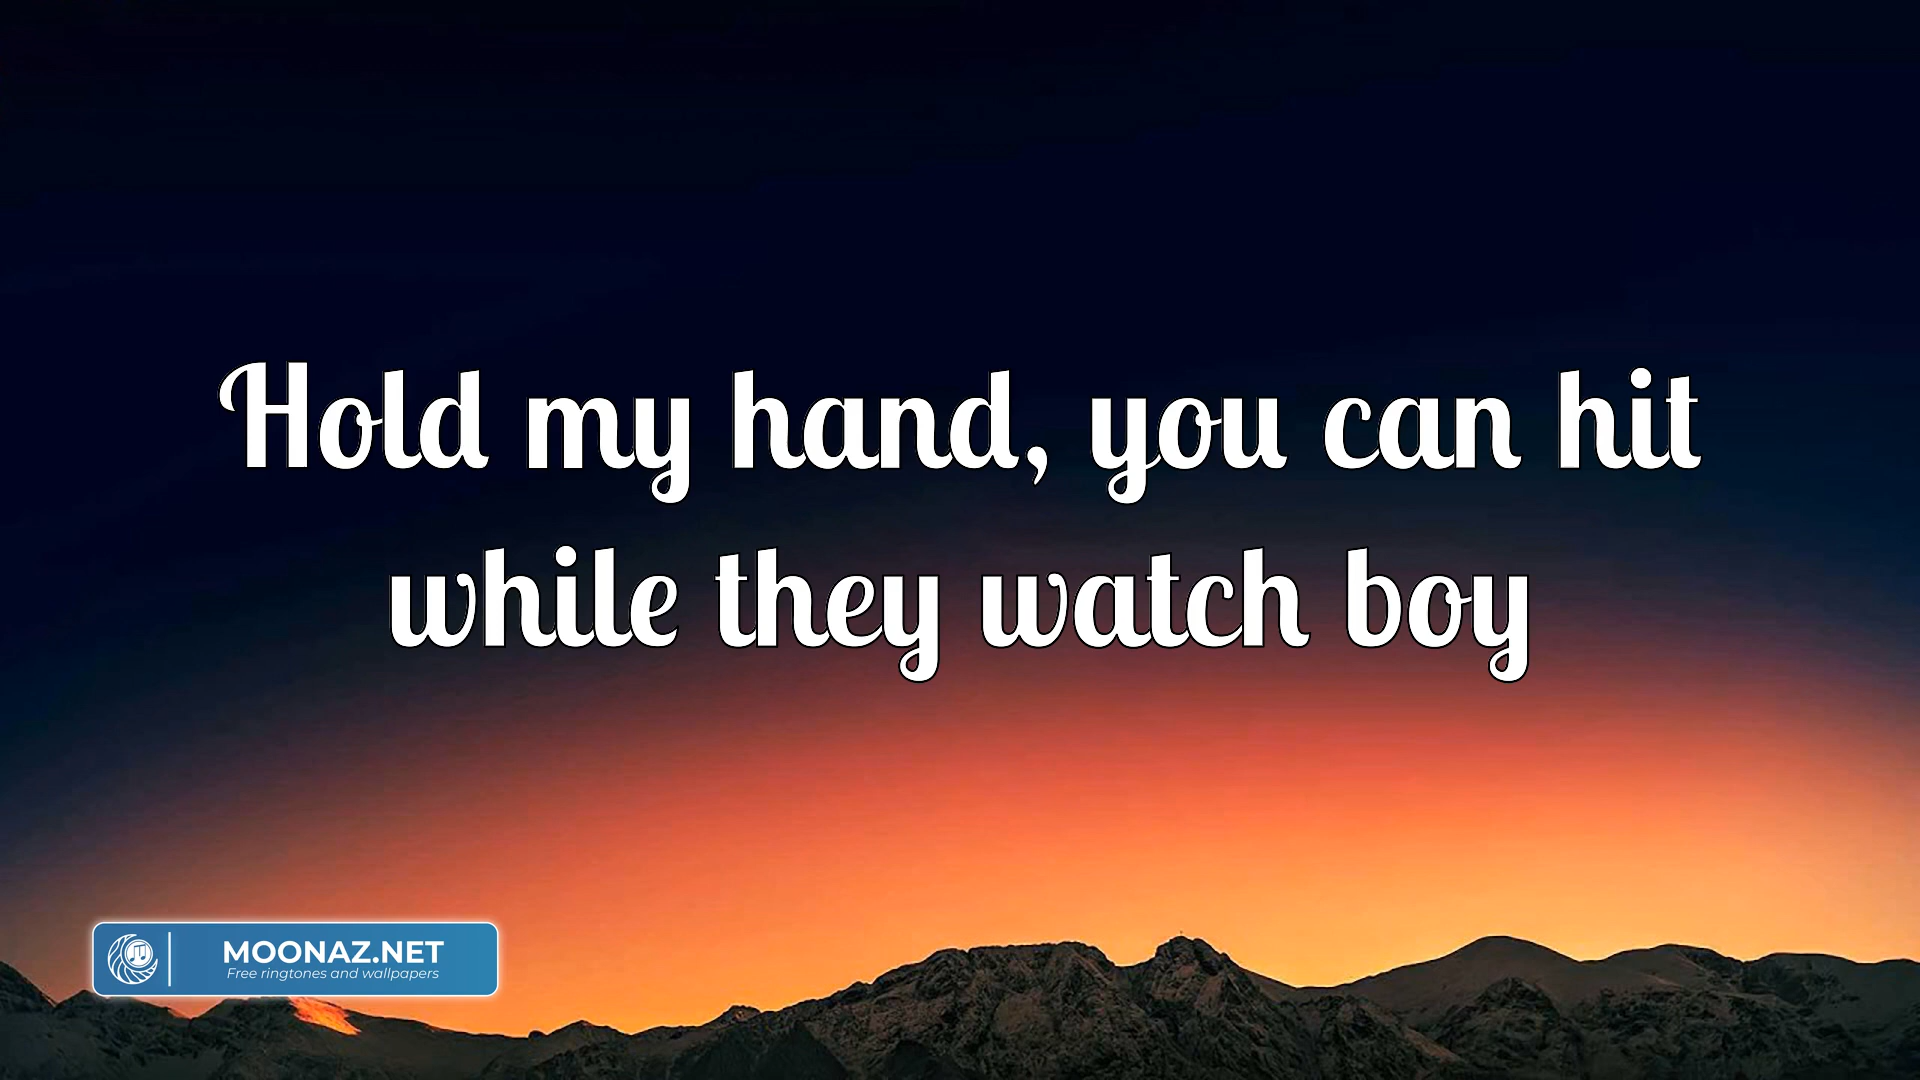 Hold my hand, you can hit
while they watch boy
MOONAZ.NET
Free ringtones and wallpapers